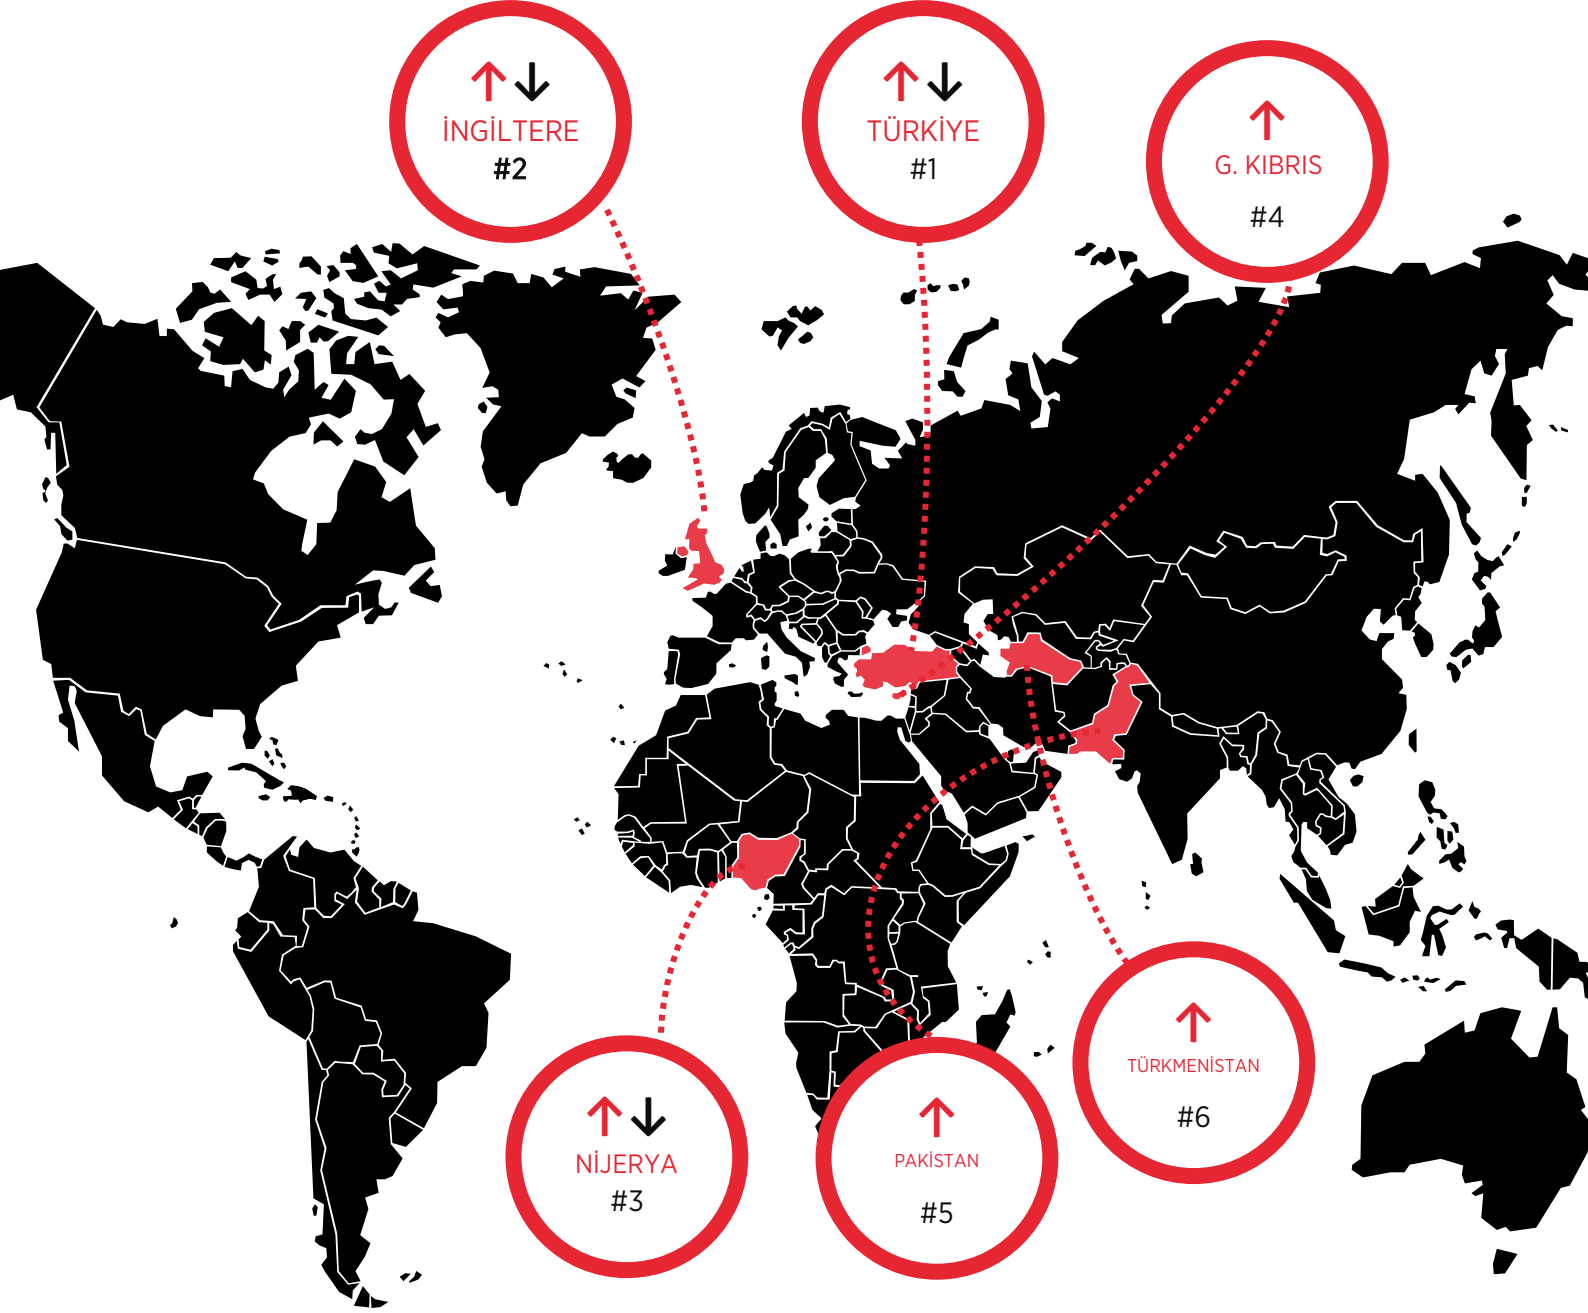 İNGİLTERE
#2
TÜRKİYE
#1
G. KIBRIS
#4
NİJERYA
#3
PAKİSTAN
#5
TÜRKMENİSTAN
#6